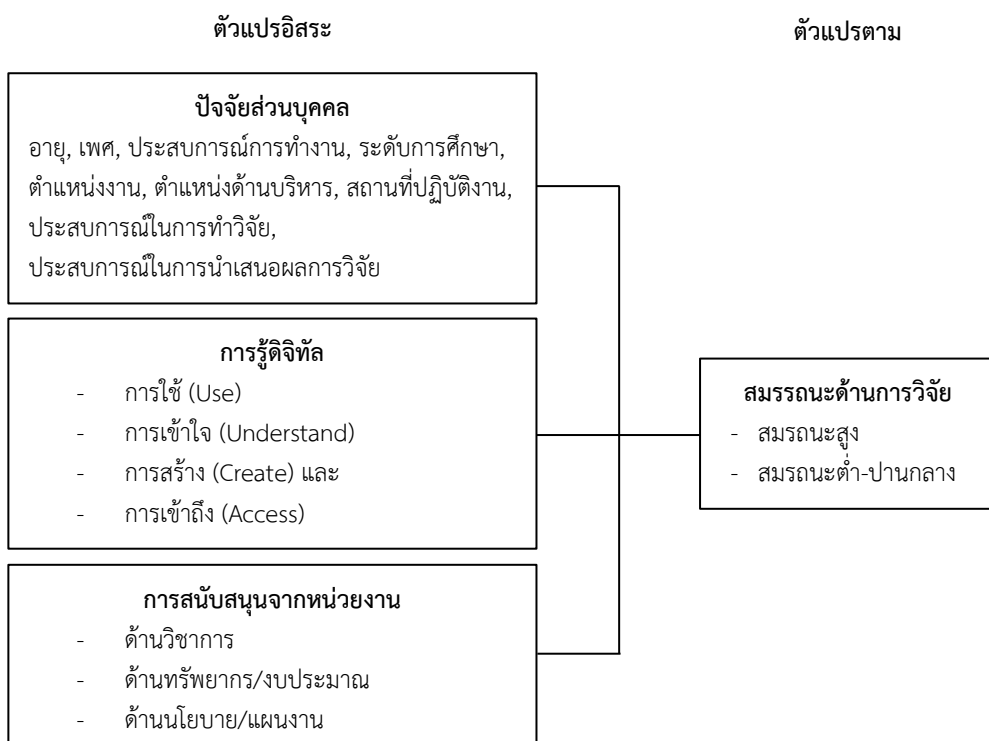 ตัวแปรอิสระ
ตัวแปรตาม
ปัจจัยส่วนบุคคล
อายุ, เพศ, ประสบการณ์การทำงาน, ระดับการศึกษา,
ตำแหน่งงาน, ตำแหน่งด้านบริหาร, สถานที่ปฏิบัติงาน,
ประสบการณ์ในการทำวิจัย,
ประสบการณ์ในการนำเสนอผลการวิจัย
การรู้ดิจิทัล
- การใช้ (Use)
- การเข้าใจ (Understand)
- การสร้าง (Create) และ
- การเข้าถึง (Access)
สมรรถนะด้านการวิจัย
- สมรถนะสูง
- สมรถนะต่ำ-ปานกลาง
การสนับสนุนจากหน่วยงาน
- ด้านวิชาการ
- ด้านทรัพยากร/งบประมาณ
- ด้านนโยบาย/แผนงาน